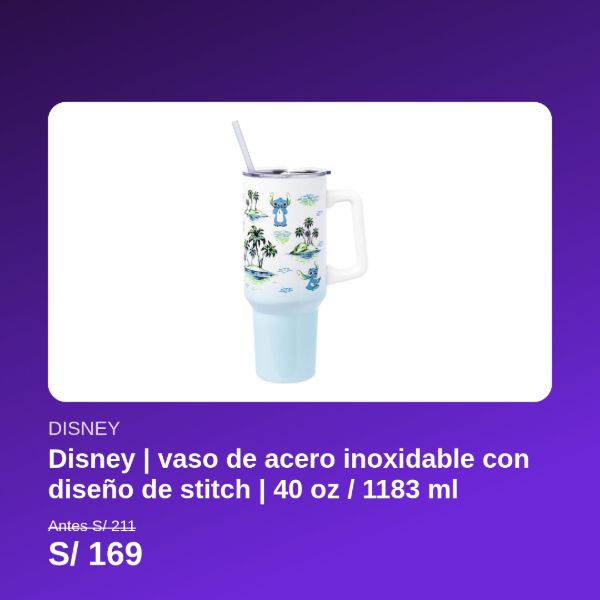 DISNEY
Disney | vaso de acero inoxidable con
diseño de stitch | 40 oz / 1183 ml
Antes S/ 211
S/ 169